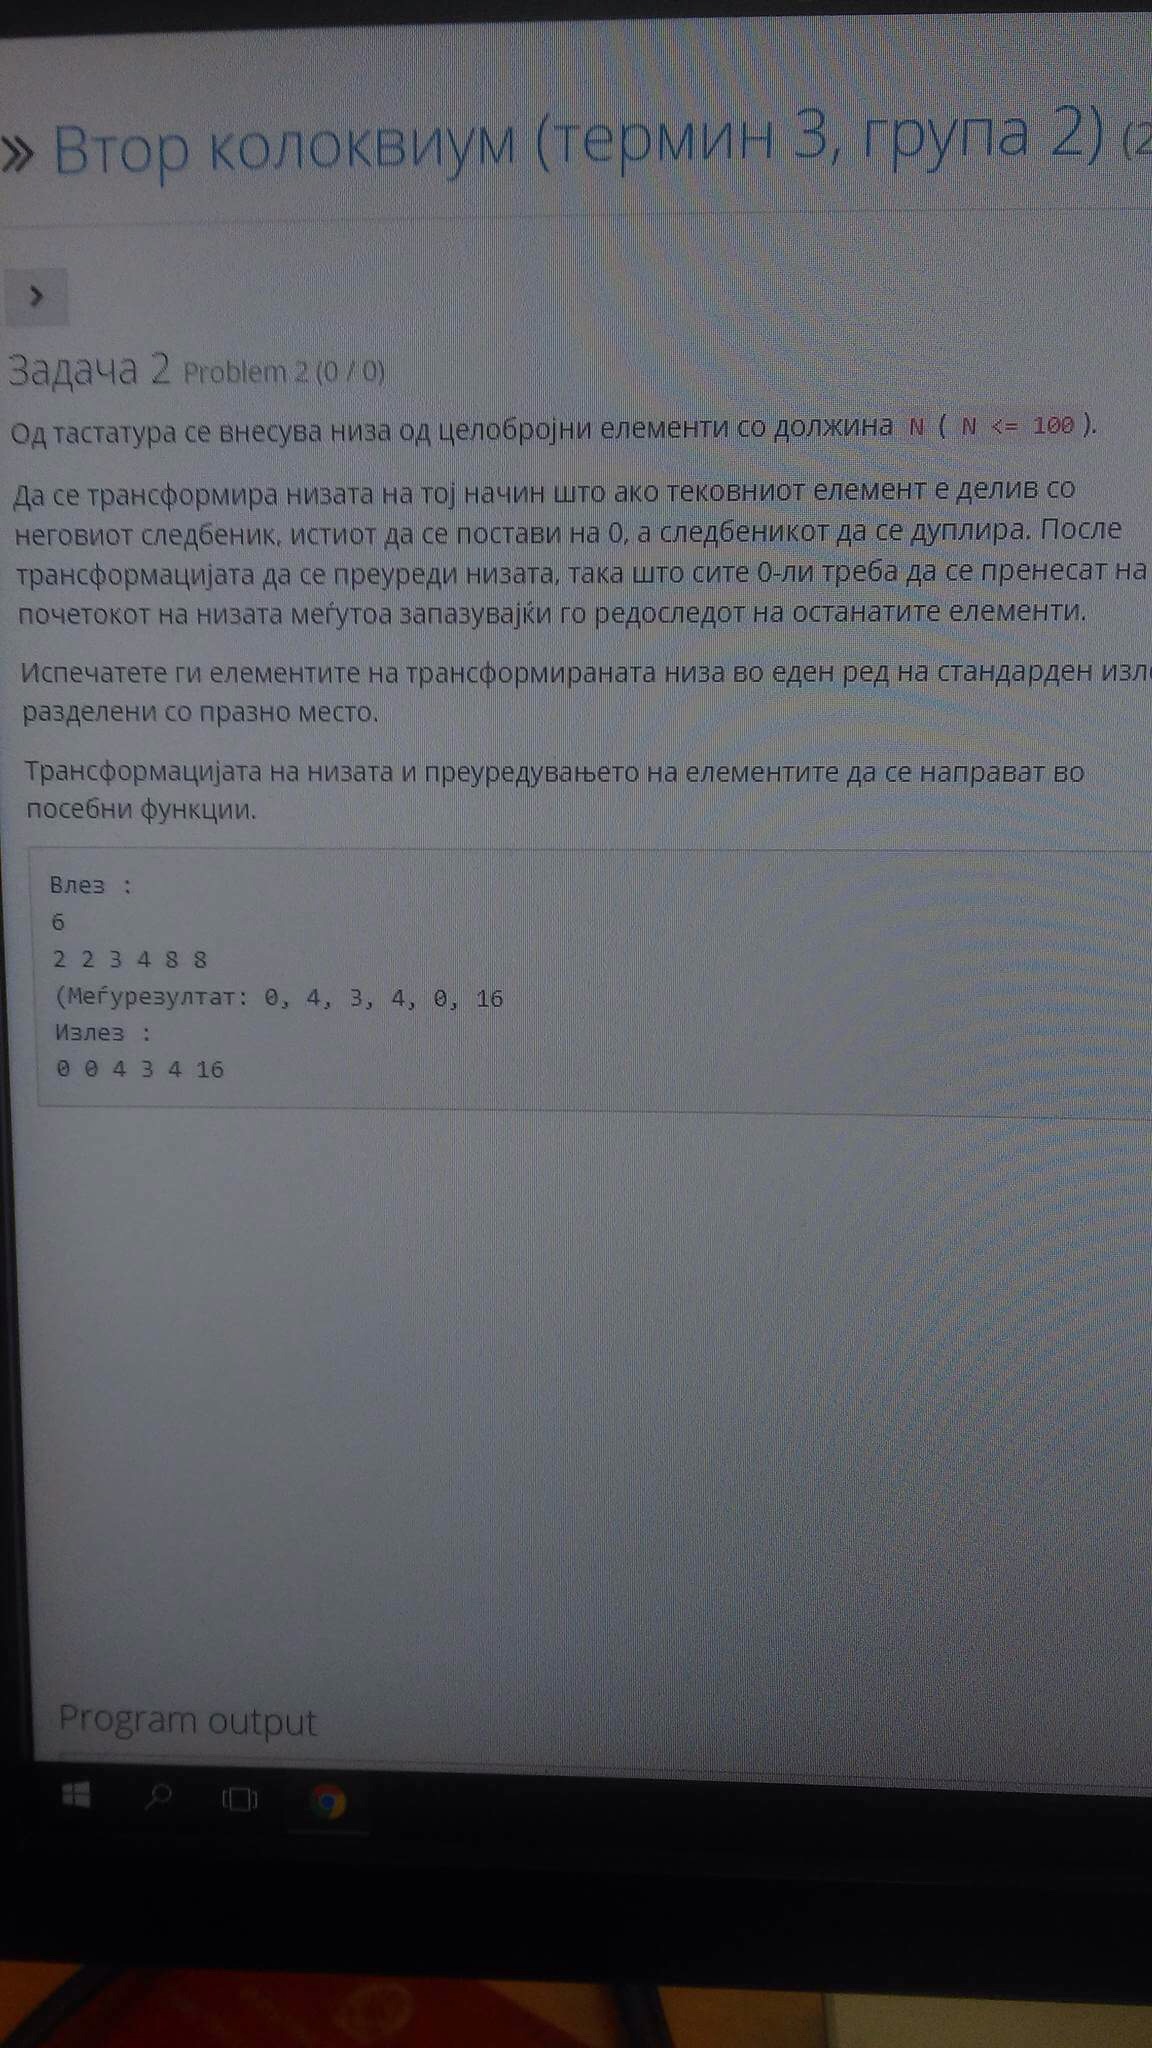 » Втор колоквиум (термин 3, група 2) (2
Задача 2 Problem 2 (0 / 0)
Од тастатура се внесува низа од целобројни елементи со должина N ( N <= 100 ).
Да се трансформира низата на тој начин што ако тековниот елемент е делив со
неговиот следбеник, истиот да се постави на 0, а следбеникот да се дуплира. После
трансформацијата да се преуреди низата, така што сите 0-ли треба да се пренесат на
почетокот на низата меѓутоа запазувајќи го редоследот на останатите елементи.
Испечатете ги елементите на трансформираната низа во еден ред на стандарден изл
разделени со празно место.
Трансформацијата на низата и преуредувањето на елементите да се направат во
посебни функции.
Влез :
6
2 2 3 4 8 8
(Меѓурезултат: 0, 4, 3, 4, 0, 16
Излез :
0 0 4 3 4 16
Program output